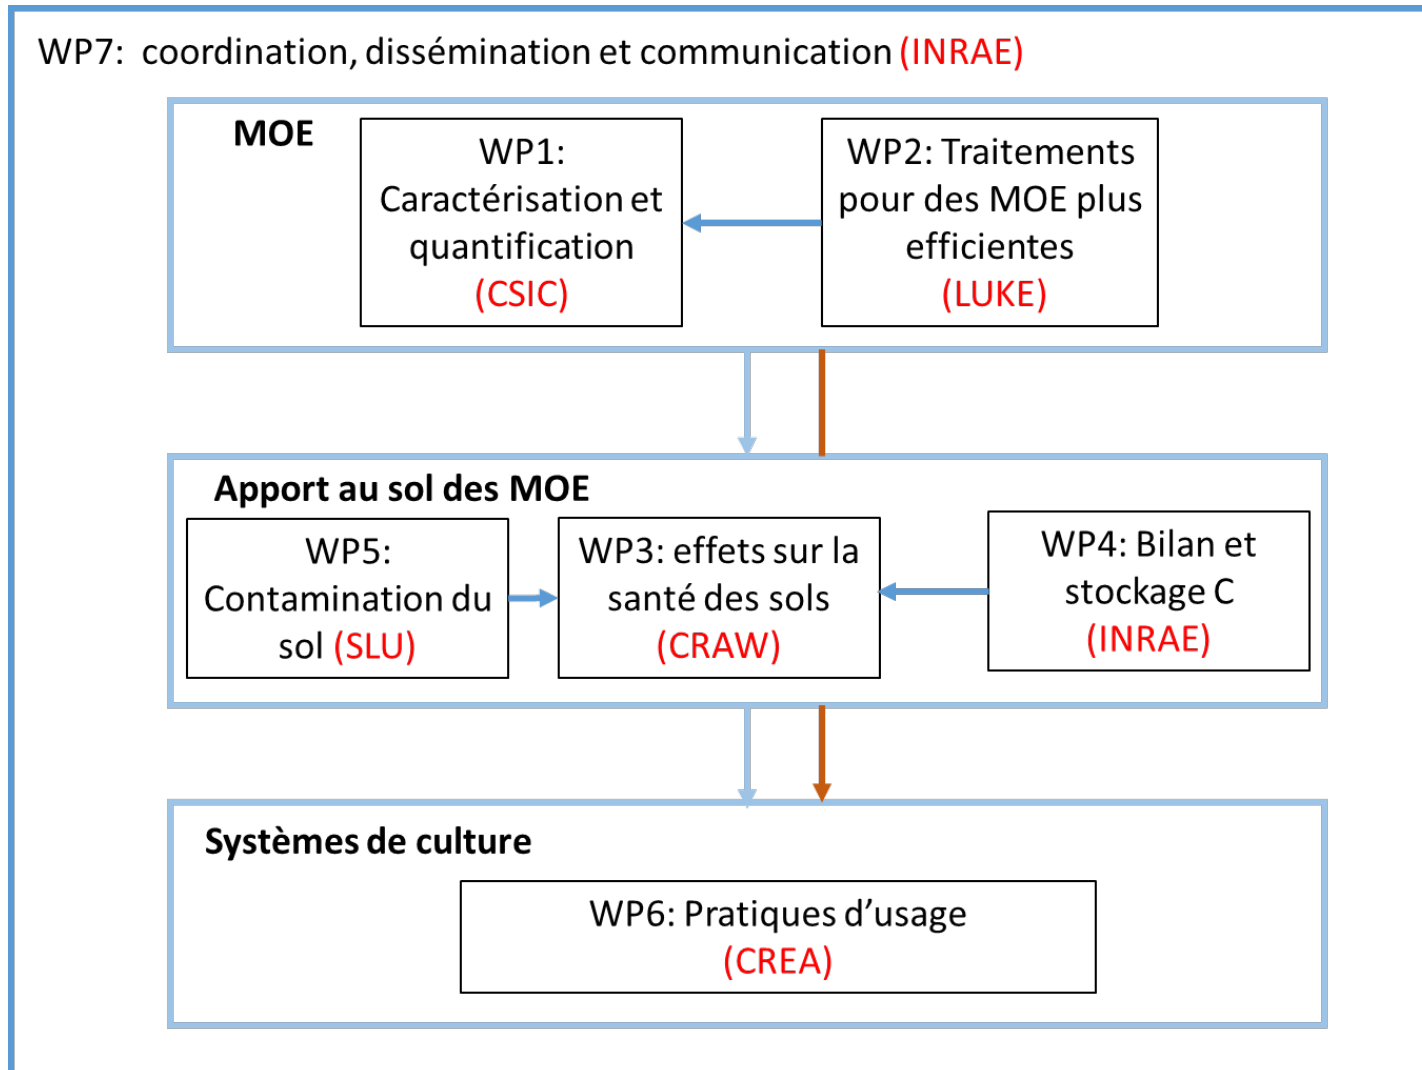 WP7:  coordination, dissémination et communication (INRAE)
MOE
WP1:
Caractérisation et
quantification
(CSIC)
WP2: Traitements
pour des MOE plus
efficientes
(LUKE)
Apport au sol des MOE
WP5:
Contamination du
sol (SLU)
WP3: effets sur la
santé des sols
(CRAW)
WP4: Bilan et
stockage C
(INRAE)
Systèmes de culture
WP6: Pratiques d’usage
(CREA)